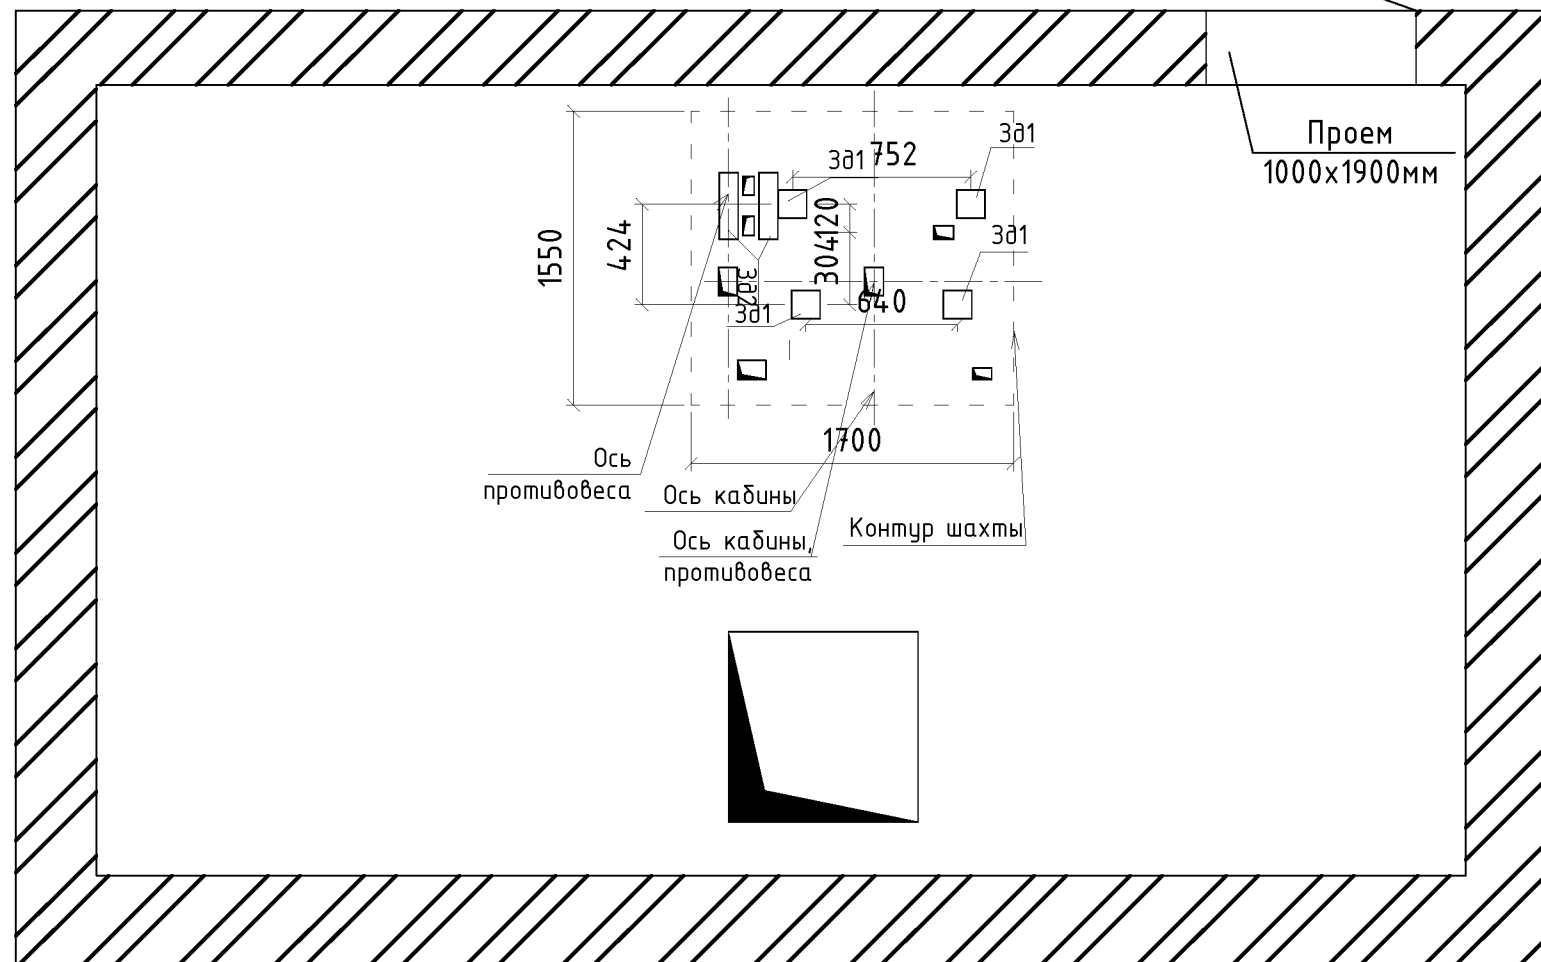 Зд1
Проем
1000х1900мм
Зд1
752
120
Зд1
424
304
1550
Зд2
640
Зд1
1700
Ось
противовеса
Ось кабины
Контур шахты
Ось кабины,
противовеса